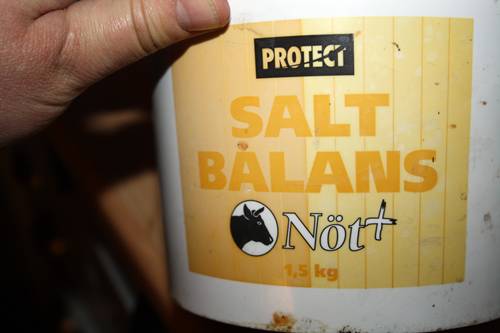 PROTECT
SALT
BALANS
Nöt+
1,5 kg